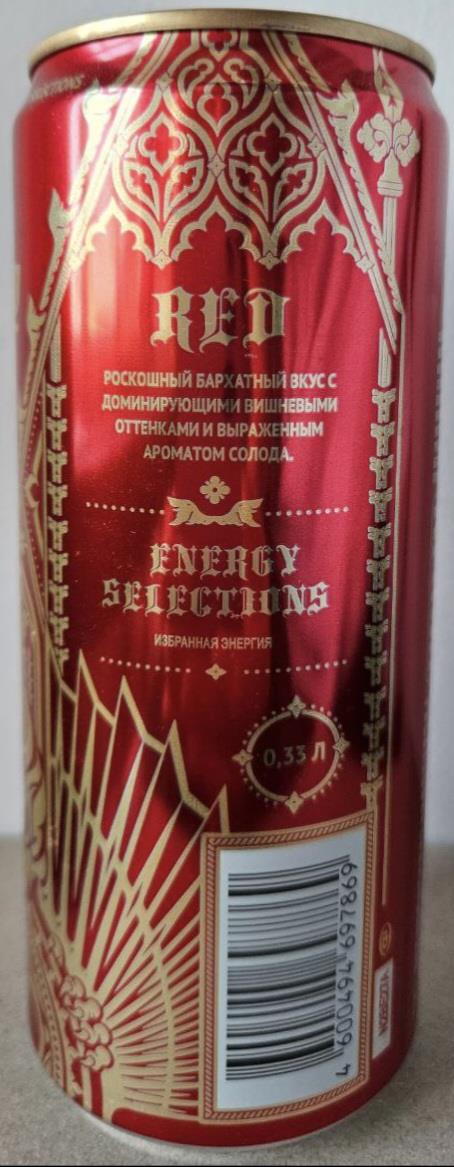 RED
РОСКОШНЫЙ БАРХАТНЫЙ ВКУС С
ДОМИНИРУЮЩИМИ ВИШНЕВЫМИ
ОТТЕНКАМИ И ВЫРАЖЕННЫМ
АРОМАТОМ СОЛОДА.
ENERGY
SELECTIONS
ИЗБРАННАЯ ЭНЕРГИЯ
0,33 Л
4 600494 697869